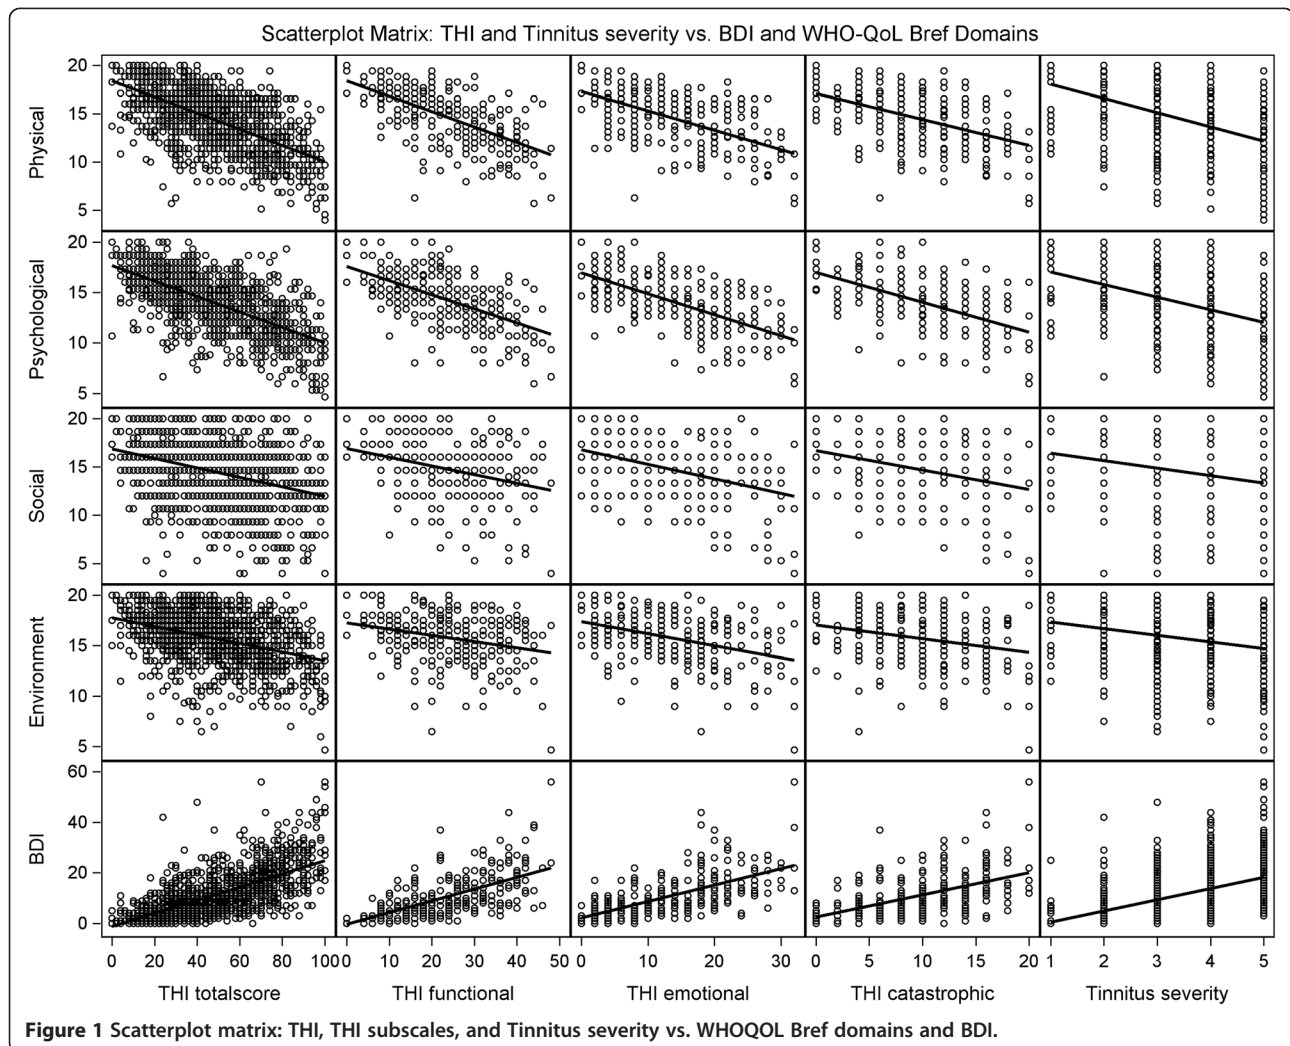 Scatterplot Matrix: THI and Tinnitus severity vs. BDI and WHO-QoL Bref Domains
Physical
20
15
10
5
Psychological
20
15
10
5
Social
20
15
10
5
Environment
20
15
10
5
BDI
60
40
20
0
0 20 40 60 80 100
0 10 20 30 40 50
0 10 20 30
0 5 10 15 20
1 2 3 4 5
THI totalscore
THI functional
THI emotional
THI catastrophic
Tinnitus severity
Figure 1 Scatterplot matrix: THI, THI subscales, and Tinnitus severity vs. WHOQOL Bref domains and BDI.